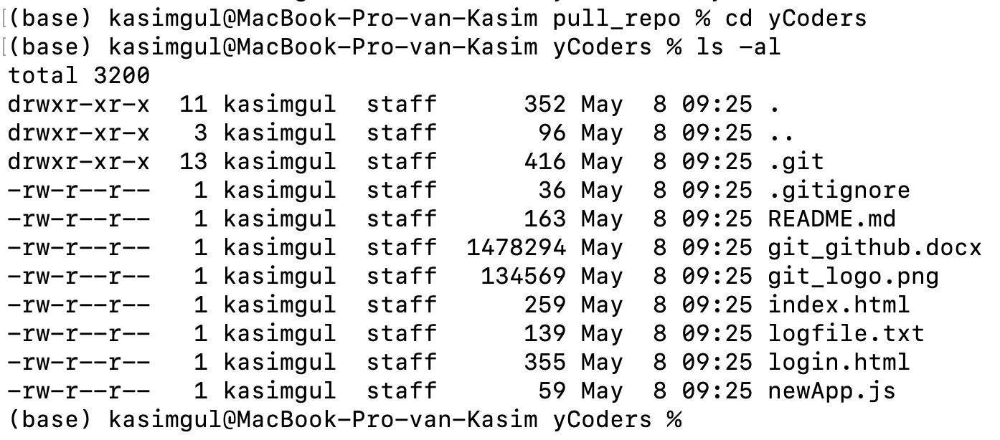 [(base) kasimgul@MacBook-Pro-van-Kasim pull_repo % cd yCoders
[(base) kasimgul@MacBook-Pro-van-Kasim yCoders % ls -al
total 3200
drwxr-xr-x  11 kasimgul  staff      352 May  8 09:25 .
drwxr-xr-x   3 kasimgul  staff       96 May  8 09:25 ..
drwxr-xr-x  13 kasimgul  staff      416 May  8 09:25 .git
-rw-r--r--   1 kasimgul  staff       36 May  8 09:25 .gitignore
-rw-r--r--   1 kasimgul  staff      163 May  8 09:25 README.md
-rw-r--r--   1 kasimgul  staff  1478294 May  8 09:25 git_github.docx
-rw-r--r--   1 kasimgul  staff   134569 May  8 09:25 git_logo.png
-rw-r--r--   1 kasimgul  staff      259 May  8 09:25 index.html
-rw-r--r--   1 kasimgul  staff      139 May  8 09:25 logfile.txt
-rw-r--r--   1 kasimgul  staff      355 May  8 09:25 login.html
-rw-r--r--   1 kasimgul  staff       59 May  8 09:25 newApp.js
(base) kasimgul@MacBook-Pro-van-Kasim yCoders %